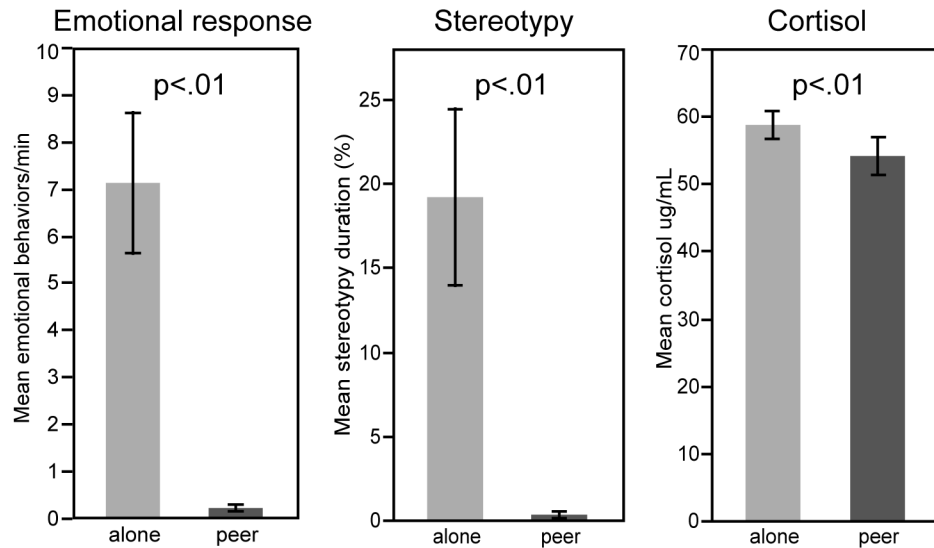 Emotional response
Mean emotional behaviors/min
10
9
8
7
6
5
4
3
2
1
0
p<.01
alone
peer
Stereotypy
Mean stereotypy duration (%)
25
20
15
10
5
0
p<.01
alone
peer
Cortisol
Mean cortisol ug/mL
70
60
50
40
30
20
10
0
p<.01
alone
peer